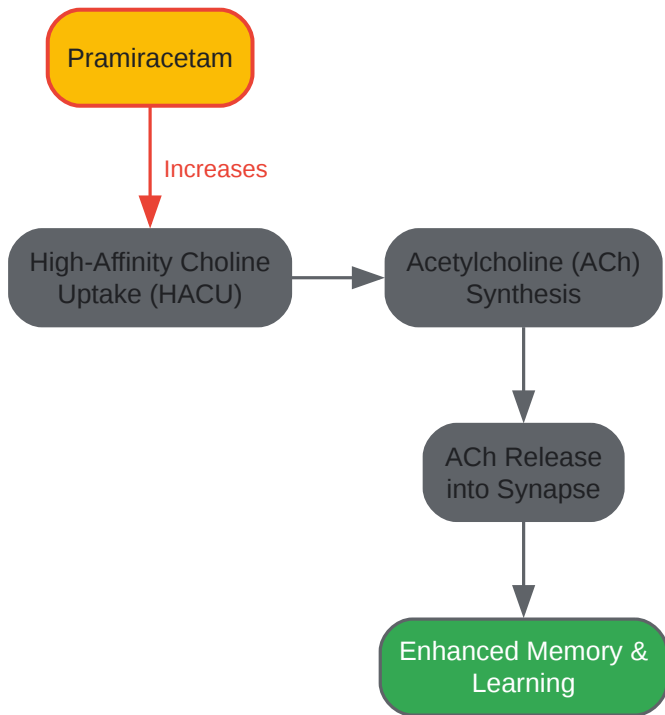 Pramiracetam
Increases
High-Affinity Choline
Uptake (HACU)
Acetylcholine (ACh)
Synthesis
ACh Release
into Synapse
Enhanced Memory &
Learning